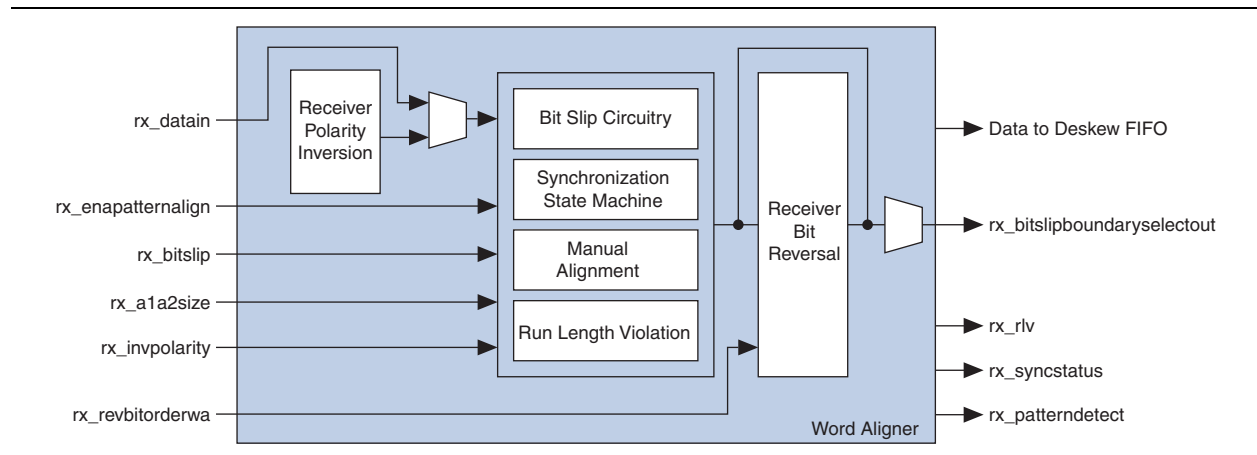 rx_datain
rx_enapatternalign
rx_bitslip
rx_a1a2size
rx_invpolarity
rx_revbitorderwa
Receiver
Polarity
Inversion
Bit Slip Circuitry
Synchronization
State Machine
Manual
Alignment
Run Length Violation
Receiver
Bit
Reversal
Word Aligner
Data to Deskew FIFO
rx_bitslipboundaryselectout
rx_rlv
rx_syncstatus
rx_patterndetect